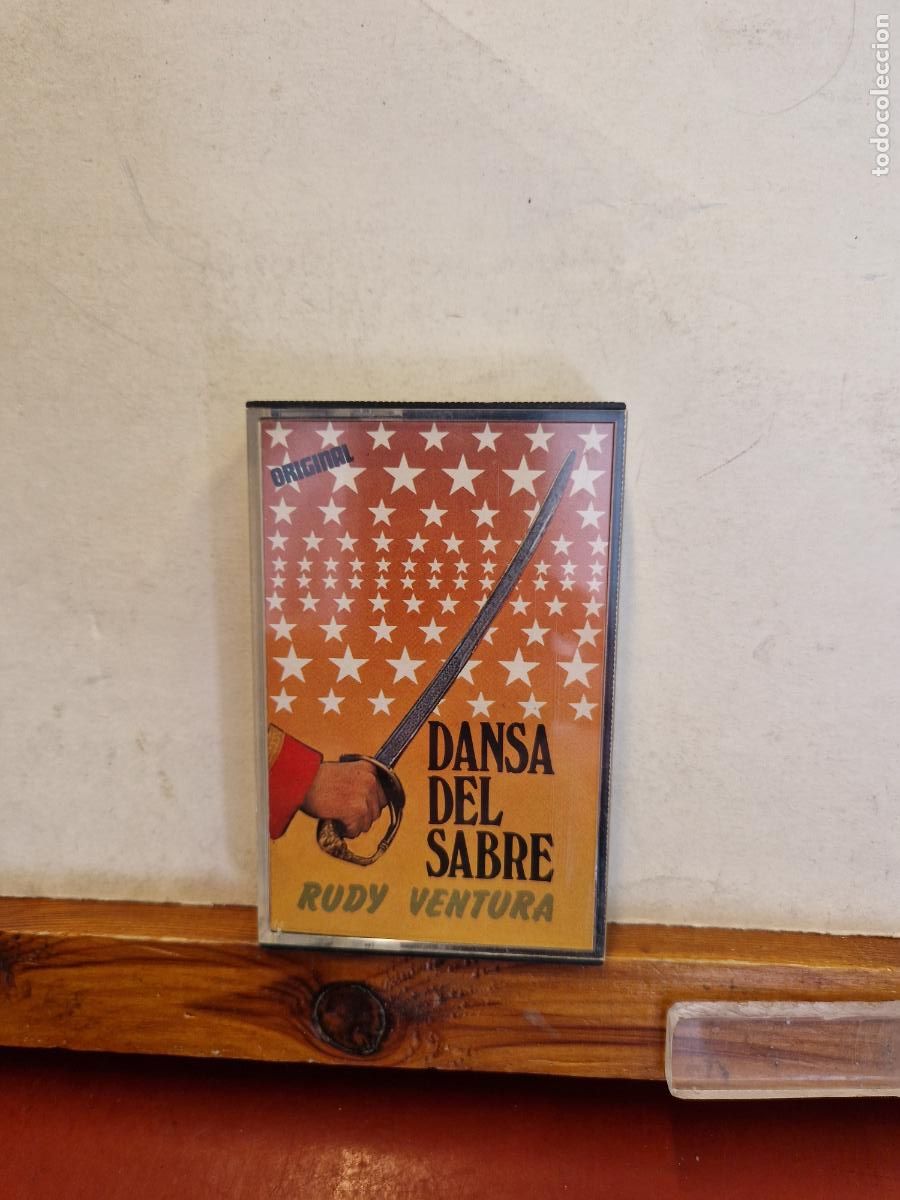 todocoleccion
ORIGINAL
DANSA
DEL
SABRE
RUDY VENTURA